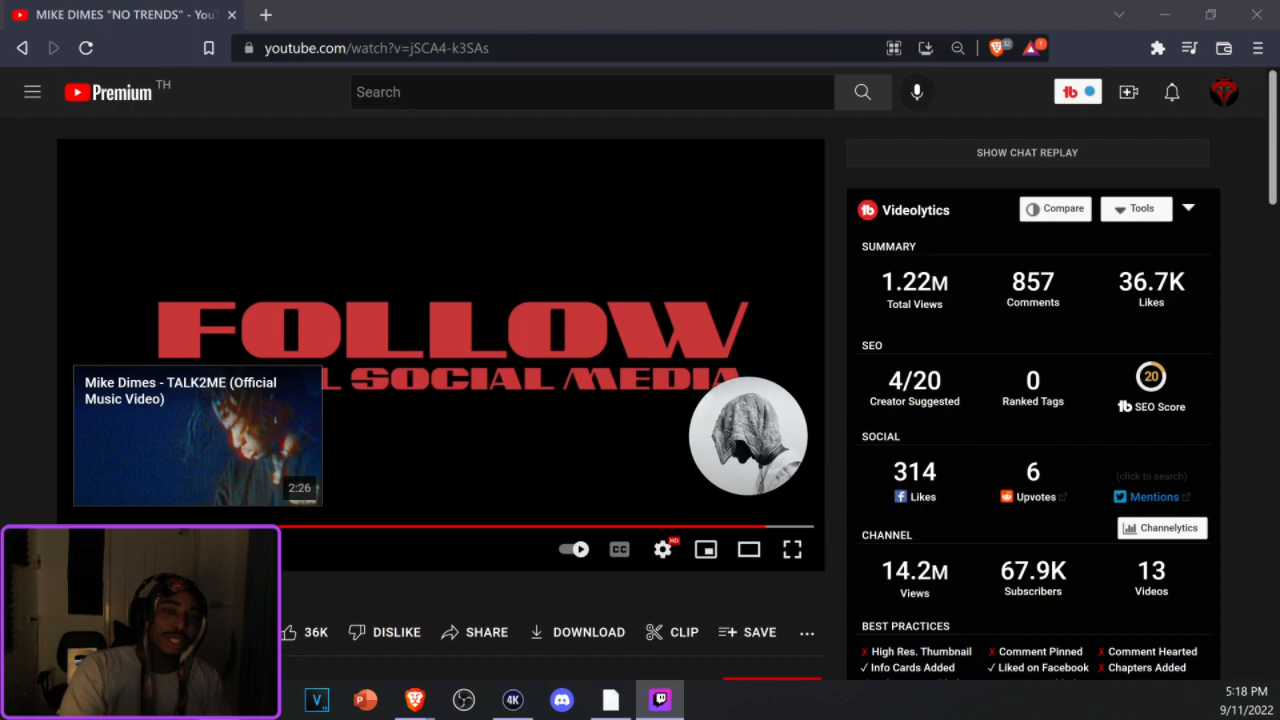 MIKE DIMES "NO TRENDS" - YouT
youtube.com/watch?v=jSCA4-k3SAs
32
1
Premium TH
Search
SHOW CHAT REPLAY
FOLLOW
L SOCIAL MEDIA
Mike Dimes - TALK2ME (Official
Music Video)
2:26
CC
HD
36K
DISLIKE
SHARE
DOWNLOAD
CLIP
SAVE
Videolytics
Compare
Tools
SUMMARY
1.22M
857
36.7K
Total Views
Comments
Likes
SEO
4/20
0
20
Creator Suggested
Ranked Tags
SEO Score
SOCIAL
314
6
(click to search)
Likes
Upvotes
Mentions
CHANNEL
Channelytics
14.2M
67.9K
13
Views
Subscribers
Videos
BEST PRACTICES
✗ High Res. Thumbnail
✗ Comment Pinned
✗ Comment Hearted
✓ Info Cards Added
✓ Liked on Facebook
✗ Chapters Added
V
P
4K
5:18 PM
9/11/2022